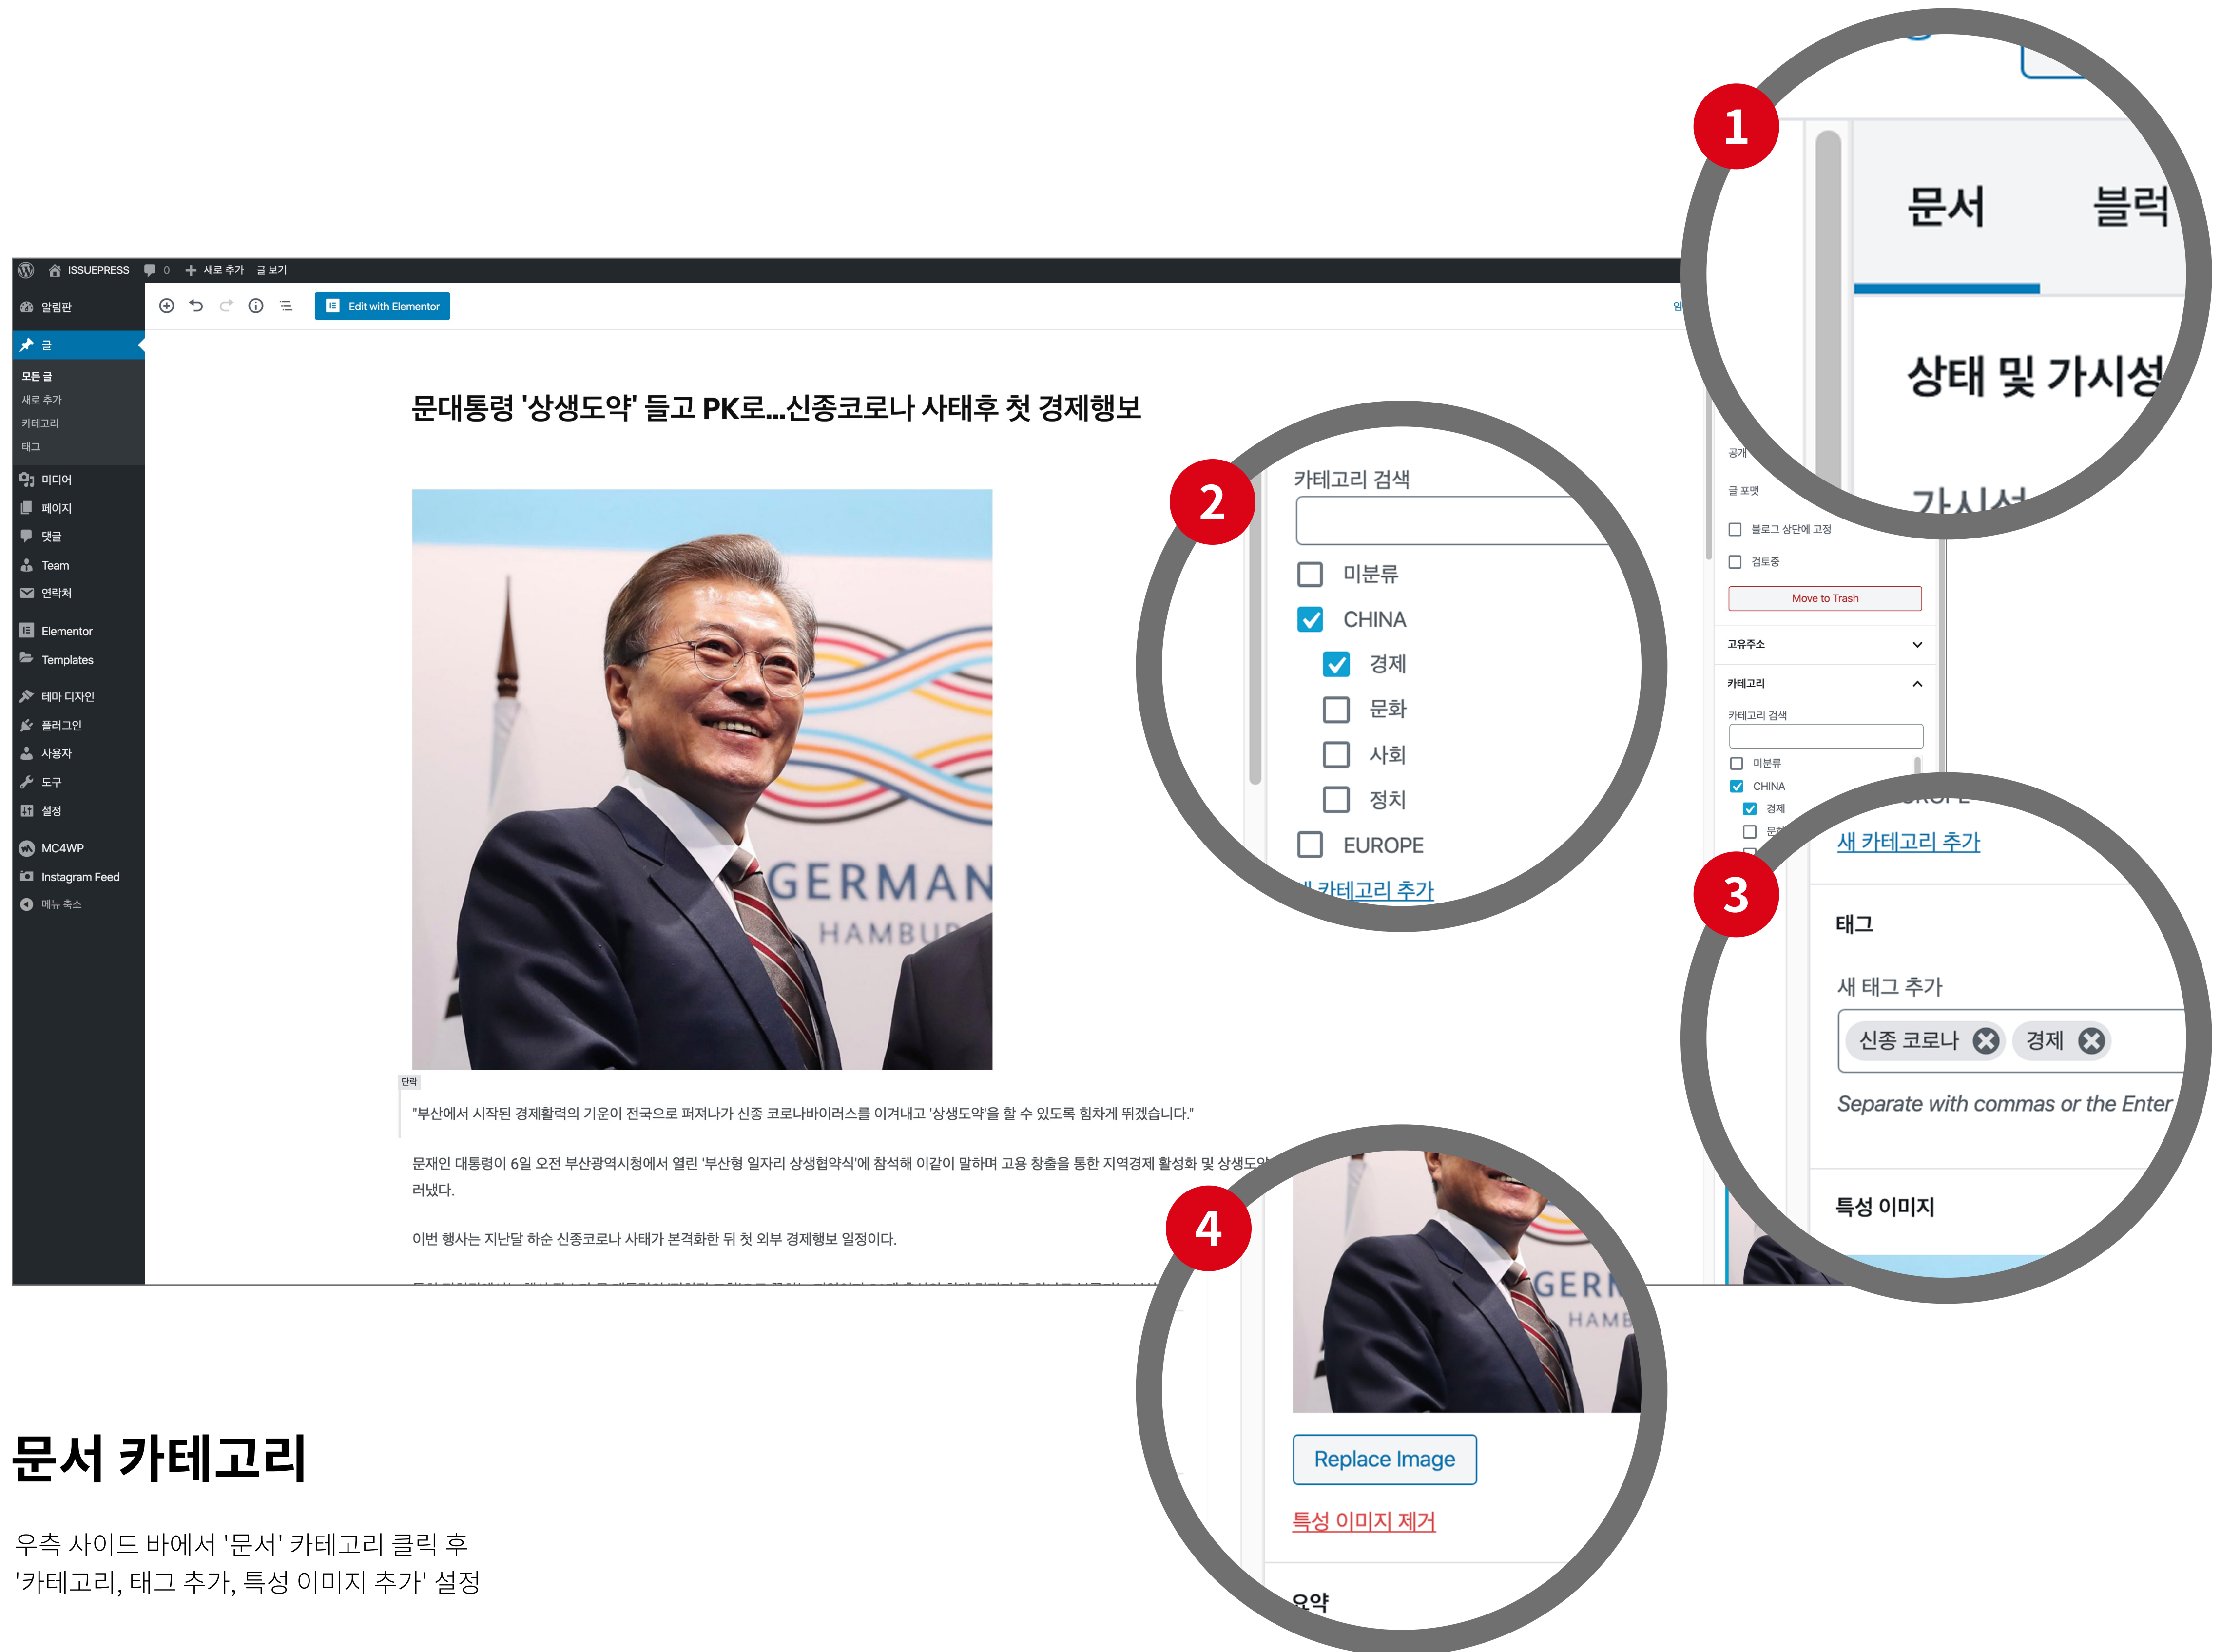 ISSUEPRESS 0 새로 추가 글 보기
알림판
글
모든 글
새로 추가
카테고리
태그
미디어
페이지
댓글
Team
연락처
Elementor
Templates
테마 디자인
플러그인
사용자
도구
설정
MC4WP
Instagram Feed
메뉴 축소
Edit with Elementor
문대통령 '상생도약' 들고 PK로...신종코로나 사태후 첫 경제행보
GERMAN
단락
"부산에서 시작된 경제활력의 기운이 전국으로 퍼져나가 신종 코로나바이러스를 이겨내고 '상생도약'을 할 수 있도록 힘차게 뛰겠습니다."
문재인 대통령이 6일 오전 부산광역시청에서 열린 '부산형 일자리 상생협약식'에 참석해 이같이 말하며 고용 창출을 통한 지역경제 활성화 및 상생도약
러냈다.
이번 행사는 지난달 하순 신종코로나 사태가 본격화한 뒤 첫 외부 경제행보 일정이다.
공개
글 포맷
블로그 상단에 고정
검토중
Move to Trash
고유주소
카테고리
카테고리 검색
미분류
CHINA
경제
1
문서 블럭
상태 및 가시성
가시성
2
카테고리 검색
미분류
CHINA
경제
문화
사회
정치
EUROPE
카테고리 추가
3
새 카테고리 추가
태그
새 태그 추가
신종 코로나 경제
Separate with commas or the Enter
특성 이미지
4
Replace Image
특성 이미지 제거
요약
문서 카테고리
우측 사이드 바에서 '문서' 카테고리 클릭 후
'카테고리, 태그 추가, 특성 이미지 추가' 설정